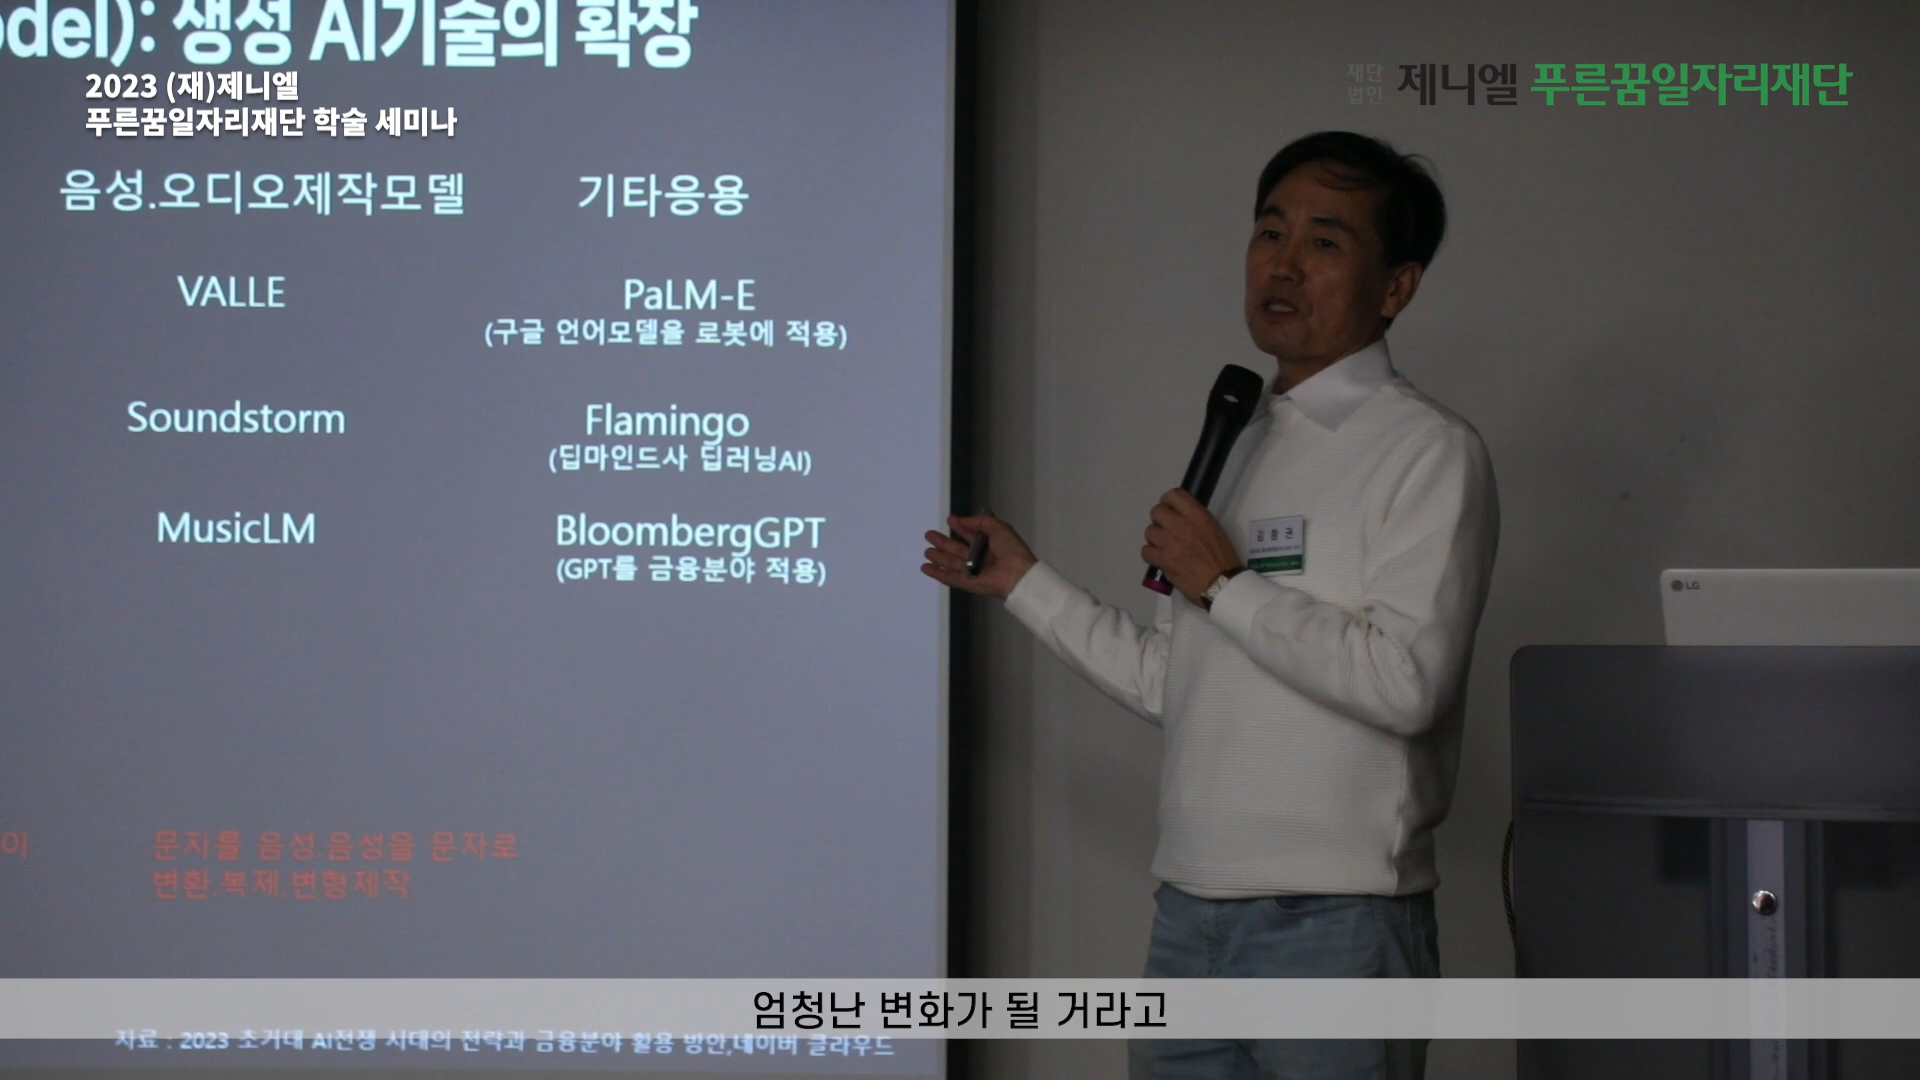 odel): 생성 AI기술의 확장
2023 (재)제니엘
푸른꿈일자리재단 학술 세미나
재단
법인
제니엘 푸른꿈일자리재단
음성.오디오제작모델
기타응용
VALLE
PaLM-E
(구글 언어모델을 로봇에 적용)
Soundstorm
Flamingo
(딥마인드사 딥러닝AI)
MusicLM
BloombergGPT
(GPT를 금융분야 적용)
LG
이
문자를 음성.음성을 문자로
변환.복제.변형제작
엄청난 변화가 될 거라고
자료 : 2023 초거대 AI전쟁 시대의 전략과 금융분야 활용 방안,네이버 클라우드